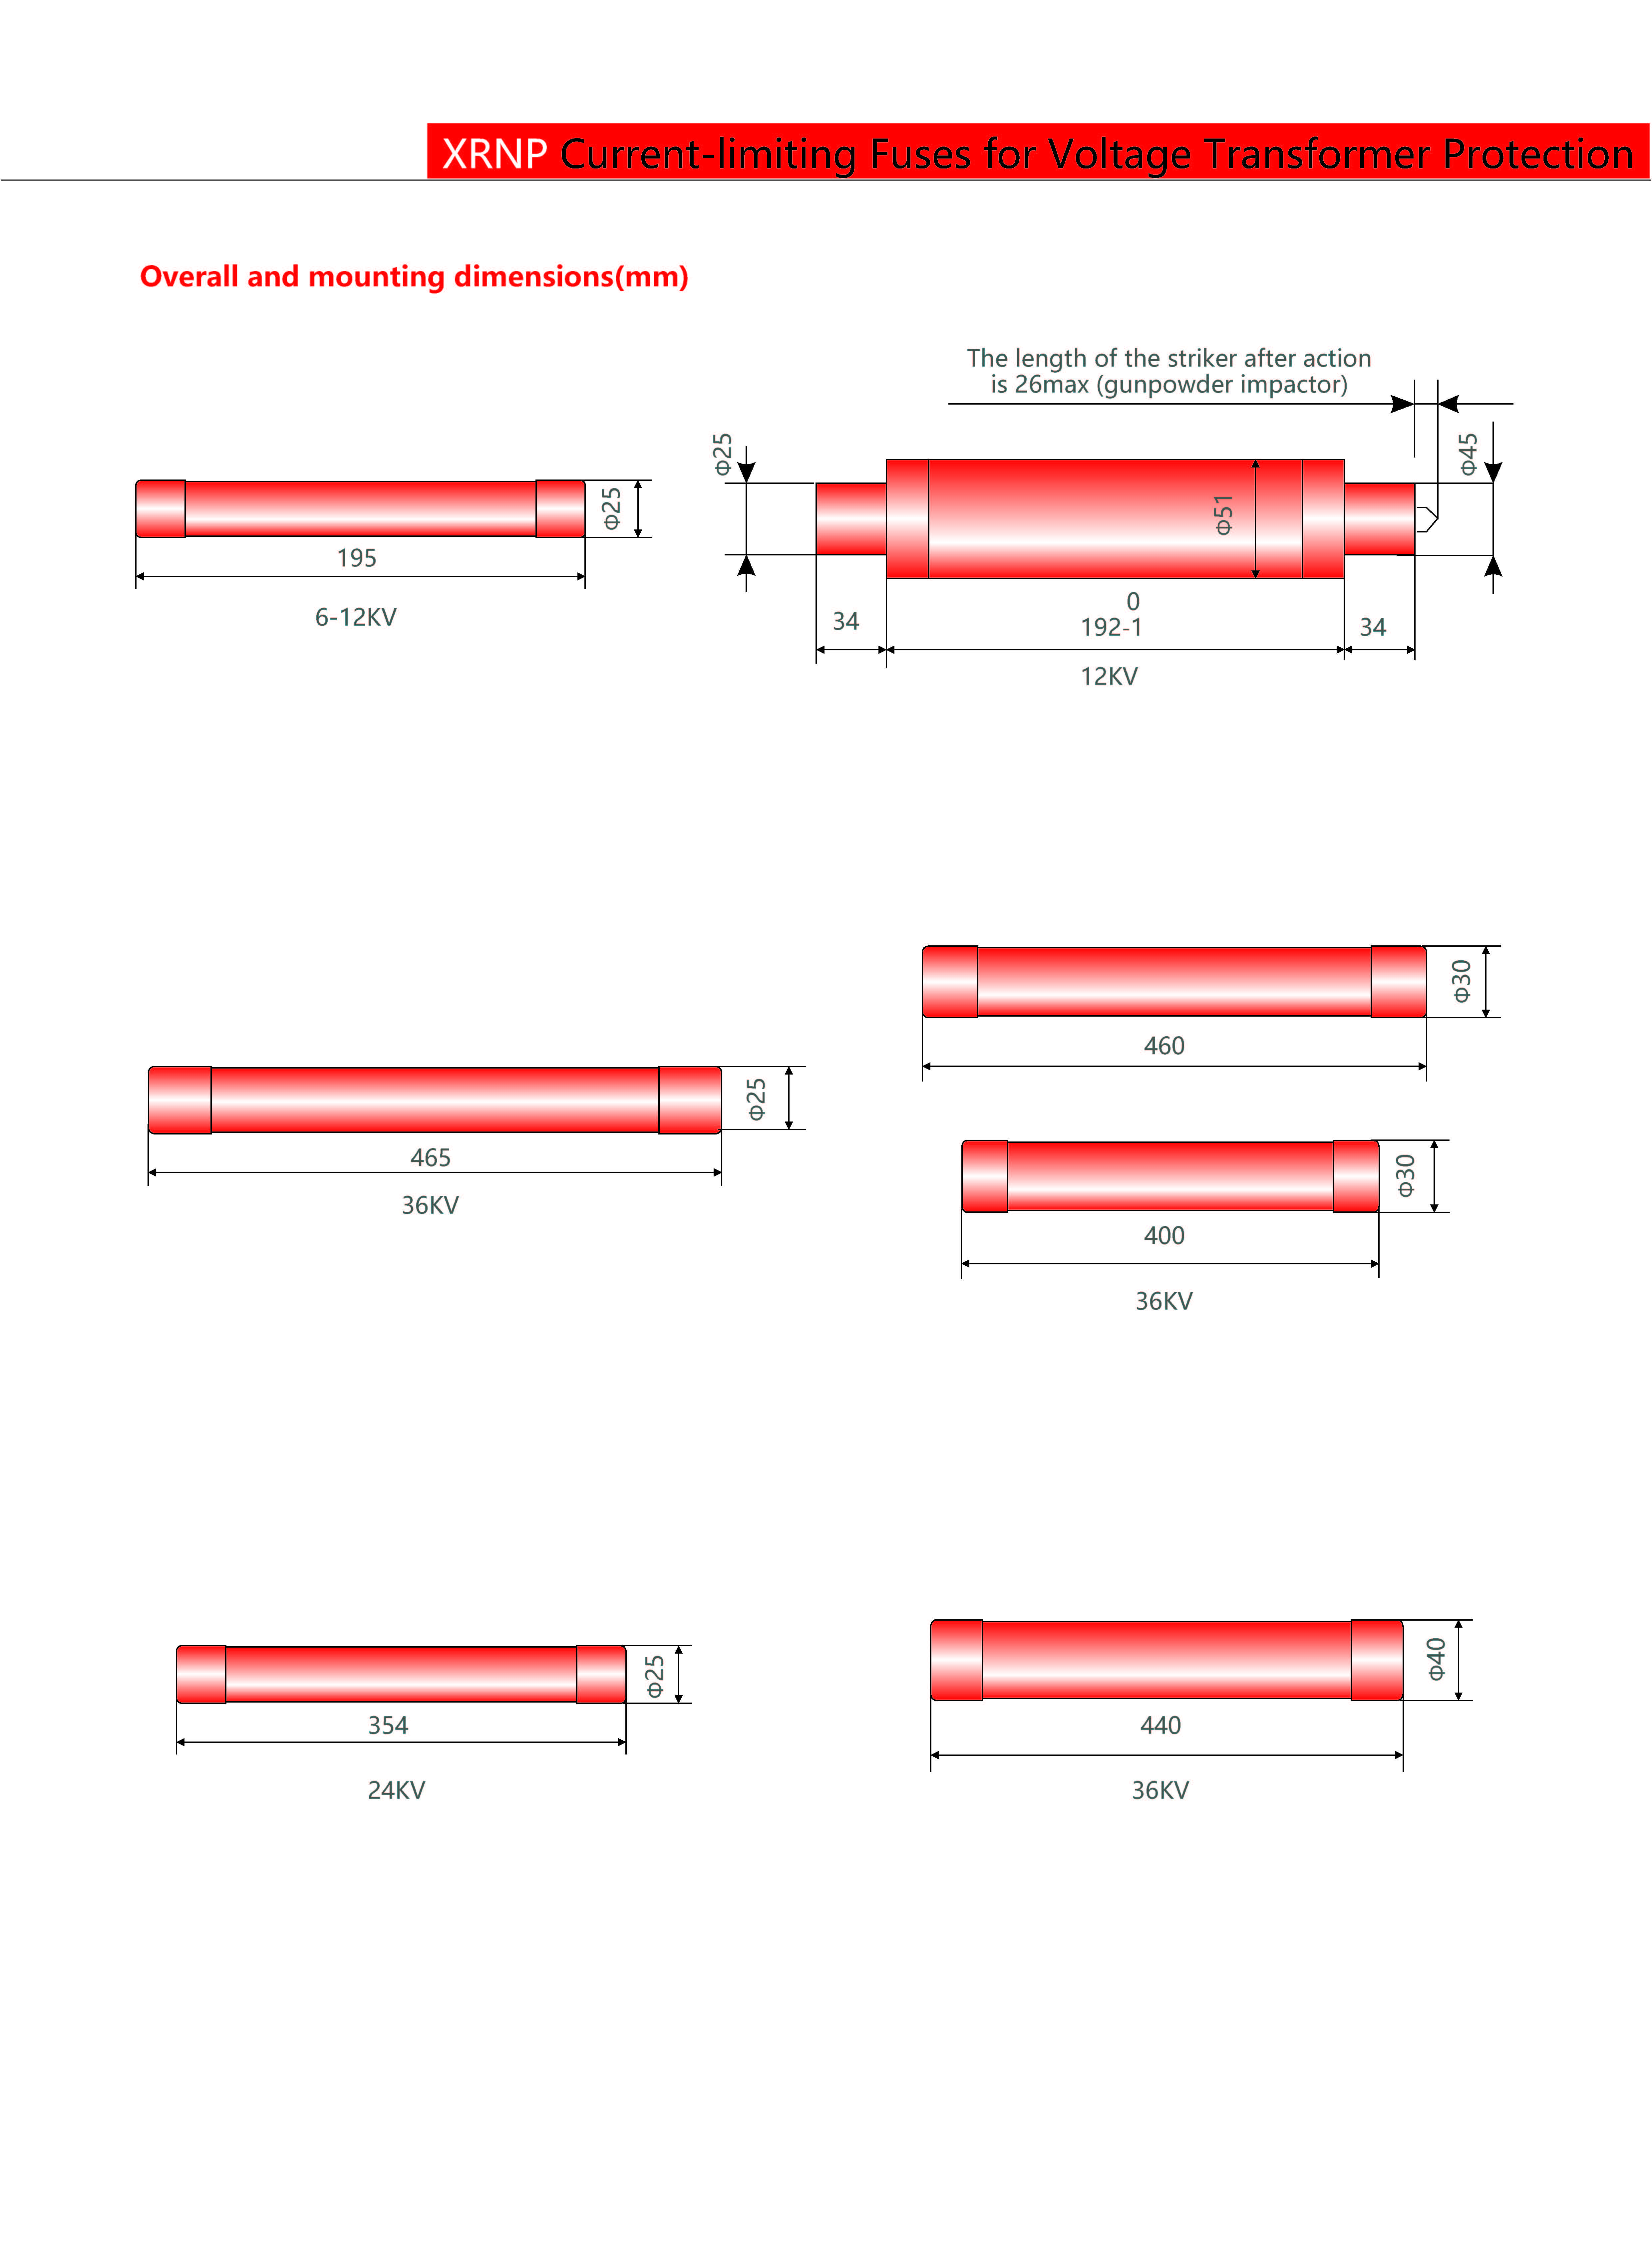 XRNP Current-limiting Fuses for Voltage Transformer Protection
Overall and mounting dimensions(mm)
The length of the striker after action
is 26max (gunpowder impactor)
Φ25
195
6-12KV
Φ25
Φ51
Φ45
34
0
192-1
34
12KV
Φ30
460
Φ25
465
36KV
Φ30
400
36KV
Φ25
354
24KV
Φ40
440
36KV